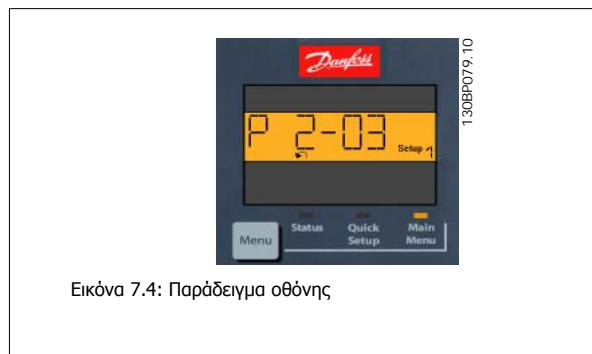 Danfoss
130BP079.10
P 2-03
Setup 1
Status
Quick Setup
Main Menu
Menu
Εικόνα 7.4: Παράδειγμα οθόνης